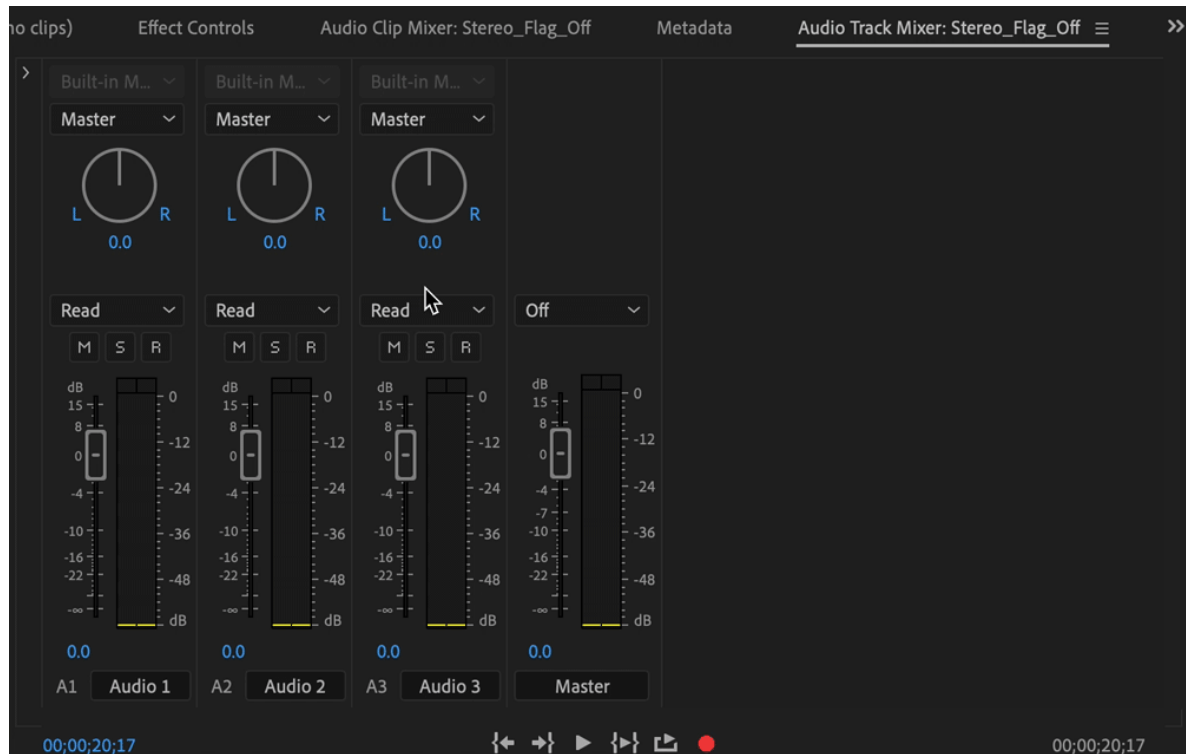 no clips) Effect Controls Audio Clip Mixer: Stereo_Flag_Off Metadata Audio Track Mixer: Stereo_Flag_Off
Built-in M... Built-in M... Built-in M...
Master Master Master
L R L R L R
0.0 0.0 0.0
Read Read Read Off
M S R M S R M S R
dB dB dB dB
15 0 15 0 15 0 15 0
8 8 8 8
0 -12 0 -12 0 -12 0 -12
-4 -24 -4 -24 -4 -24 -4 -24
-7
-10 -36 -10 -36 -10 -36 -10 -36
-16 -16 -16 -16
-22 -48 -22 -48 -22 -48 -22 -48
-∞ dB -∞ dB -∞ dB -∞ dB
0.0 0.0 0.0 0.0
A1 Audio 1 A2 Audio 2 A3 Audio 3 Master
00;00;20;17 00;00;20;17